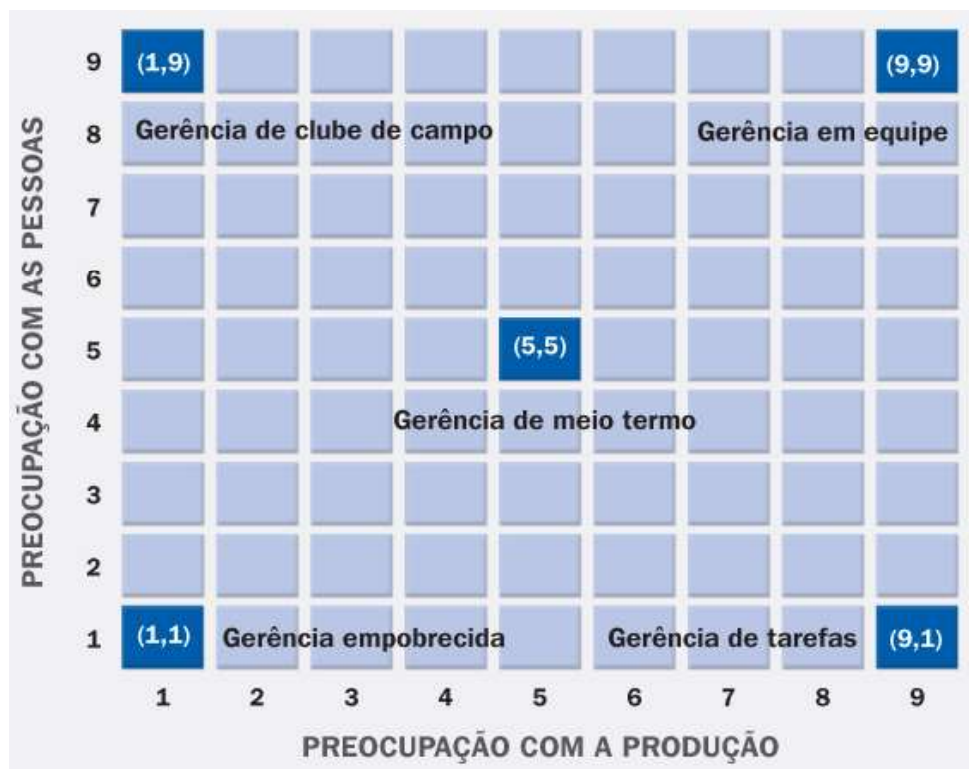 PREOCUPAÇÃO COM AS PESSOAS
9 (1,9) (9,9)
8 Gerência de clube de campo Gerência em equipe
7
6
5 (5,5)
4 Gerência de meio termo
3
2
1 (1,1) Gerência empobrecida Gerência de tarefas (9,1)
1 2 3 4 5 6 7 8 9
PREOCUPAÇÃO COM A PRODUÇÃO